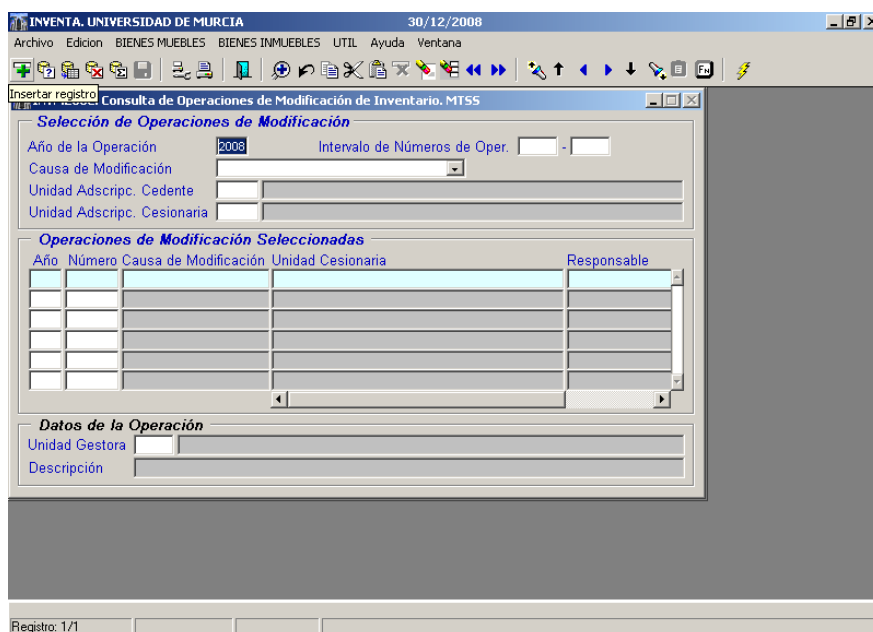 INVENTA. UNIVERSIDAD DE MURCIA 30/12/2008
Archivo Edicion BIENES MUEBLES BIENES INMUEBLES UTIL Ayuda Ventana
Insertar registro
Consulta de Operaciones de Modificación de Inventario. MTSS
Selección de Operaciones de Modificación
Año de la Operación 2008 Intervalo de Números de Oper. -
Causa de Modificación
Unidad Adscripc. Cedente
Unidad Adscripc. Cesionaria
Operaciones de Modificación Seleccionadas
Año Número Causa de Modificación Unidad Cesionaria Responsable
Datos de la Operación
Unidad Gestora
Descripción
Registro: 1/1